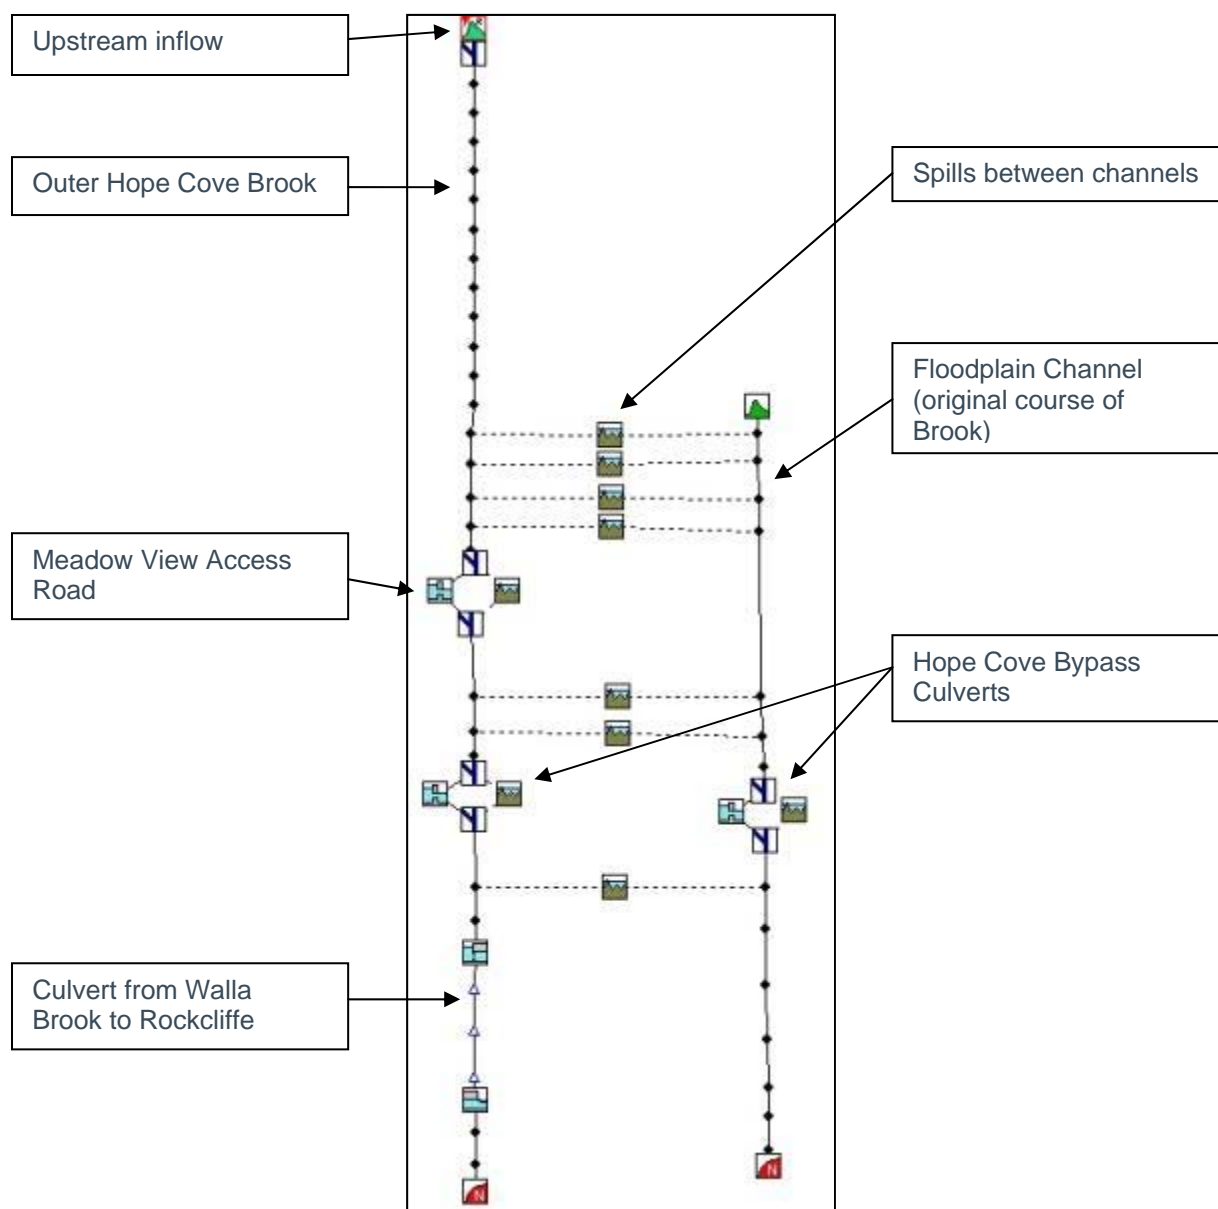 Upstream inflow
Outer Hope Cove Brook
Spills between channels
Floodplain Channel
(original course of
Brook)
Meadow View Access
Road
Hope Cove Bypass
Culverts
Culvert from Walla
Brook to Rockcliffe
N
N